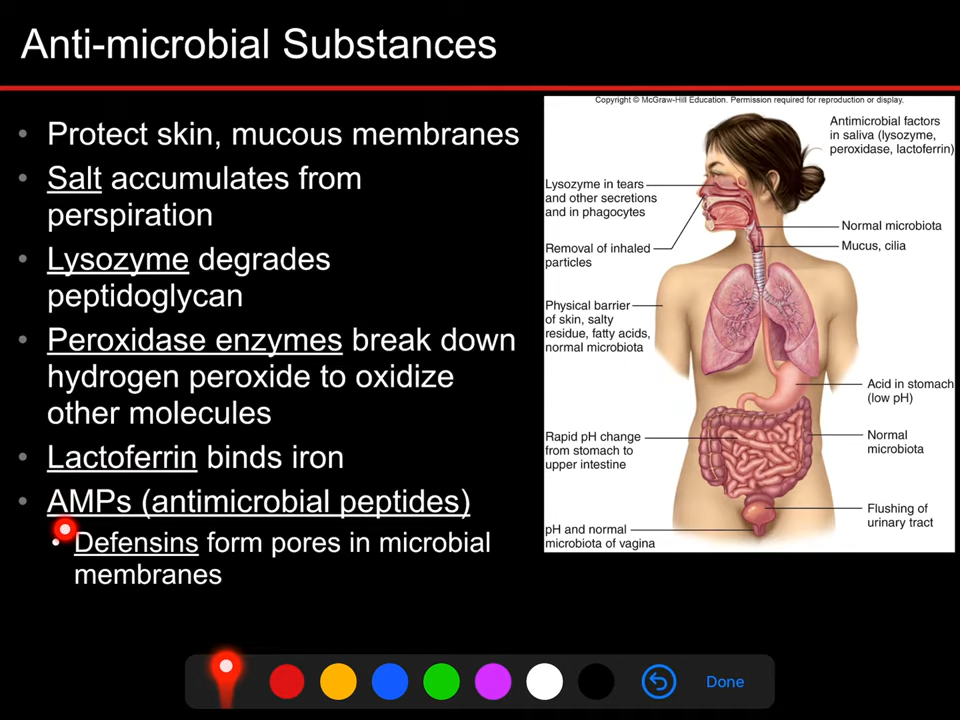 Anti-microbial Substances
• Protect skin, mucous membranes
• Salt accumulates from
perspiration
• Lysozyme degrades
peptidoglycan
• Peroxidase enzymes break down
hydrogen peroxide to oxidize
other molecules
• Lactoferrin binds iron
• AMPs (antimicrobial peptides)
• Defensins form pores in microbial
membranes
Copyright © McGraw-Hill Education. Permission required for reproduction or display.
Antimicrobial factors
in saliva (lysozyme,
peroxidase, lactoferrin)
Lysozyme in tears
and other secretions
and in phagocytes
Normal microbiota
Mucus, cilia
Removal of inhaled
particles
Physical barrier
of skin, salty
residue, fatty acids,
normal microbiota
Acid in stomach
(low pH)
Rapid pH change
from stomach to
upper intestine
Normal
microbiota
Flushing of
urinary tract
pH and normal
microbiota of vagina
Done